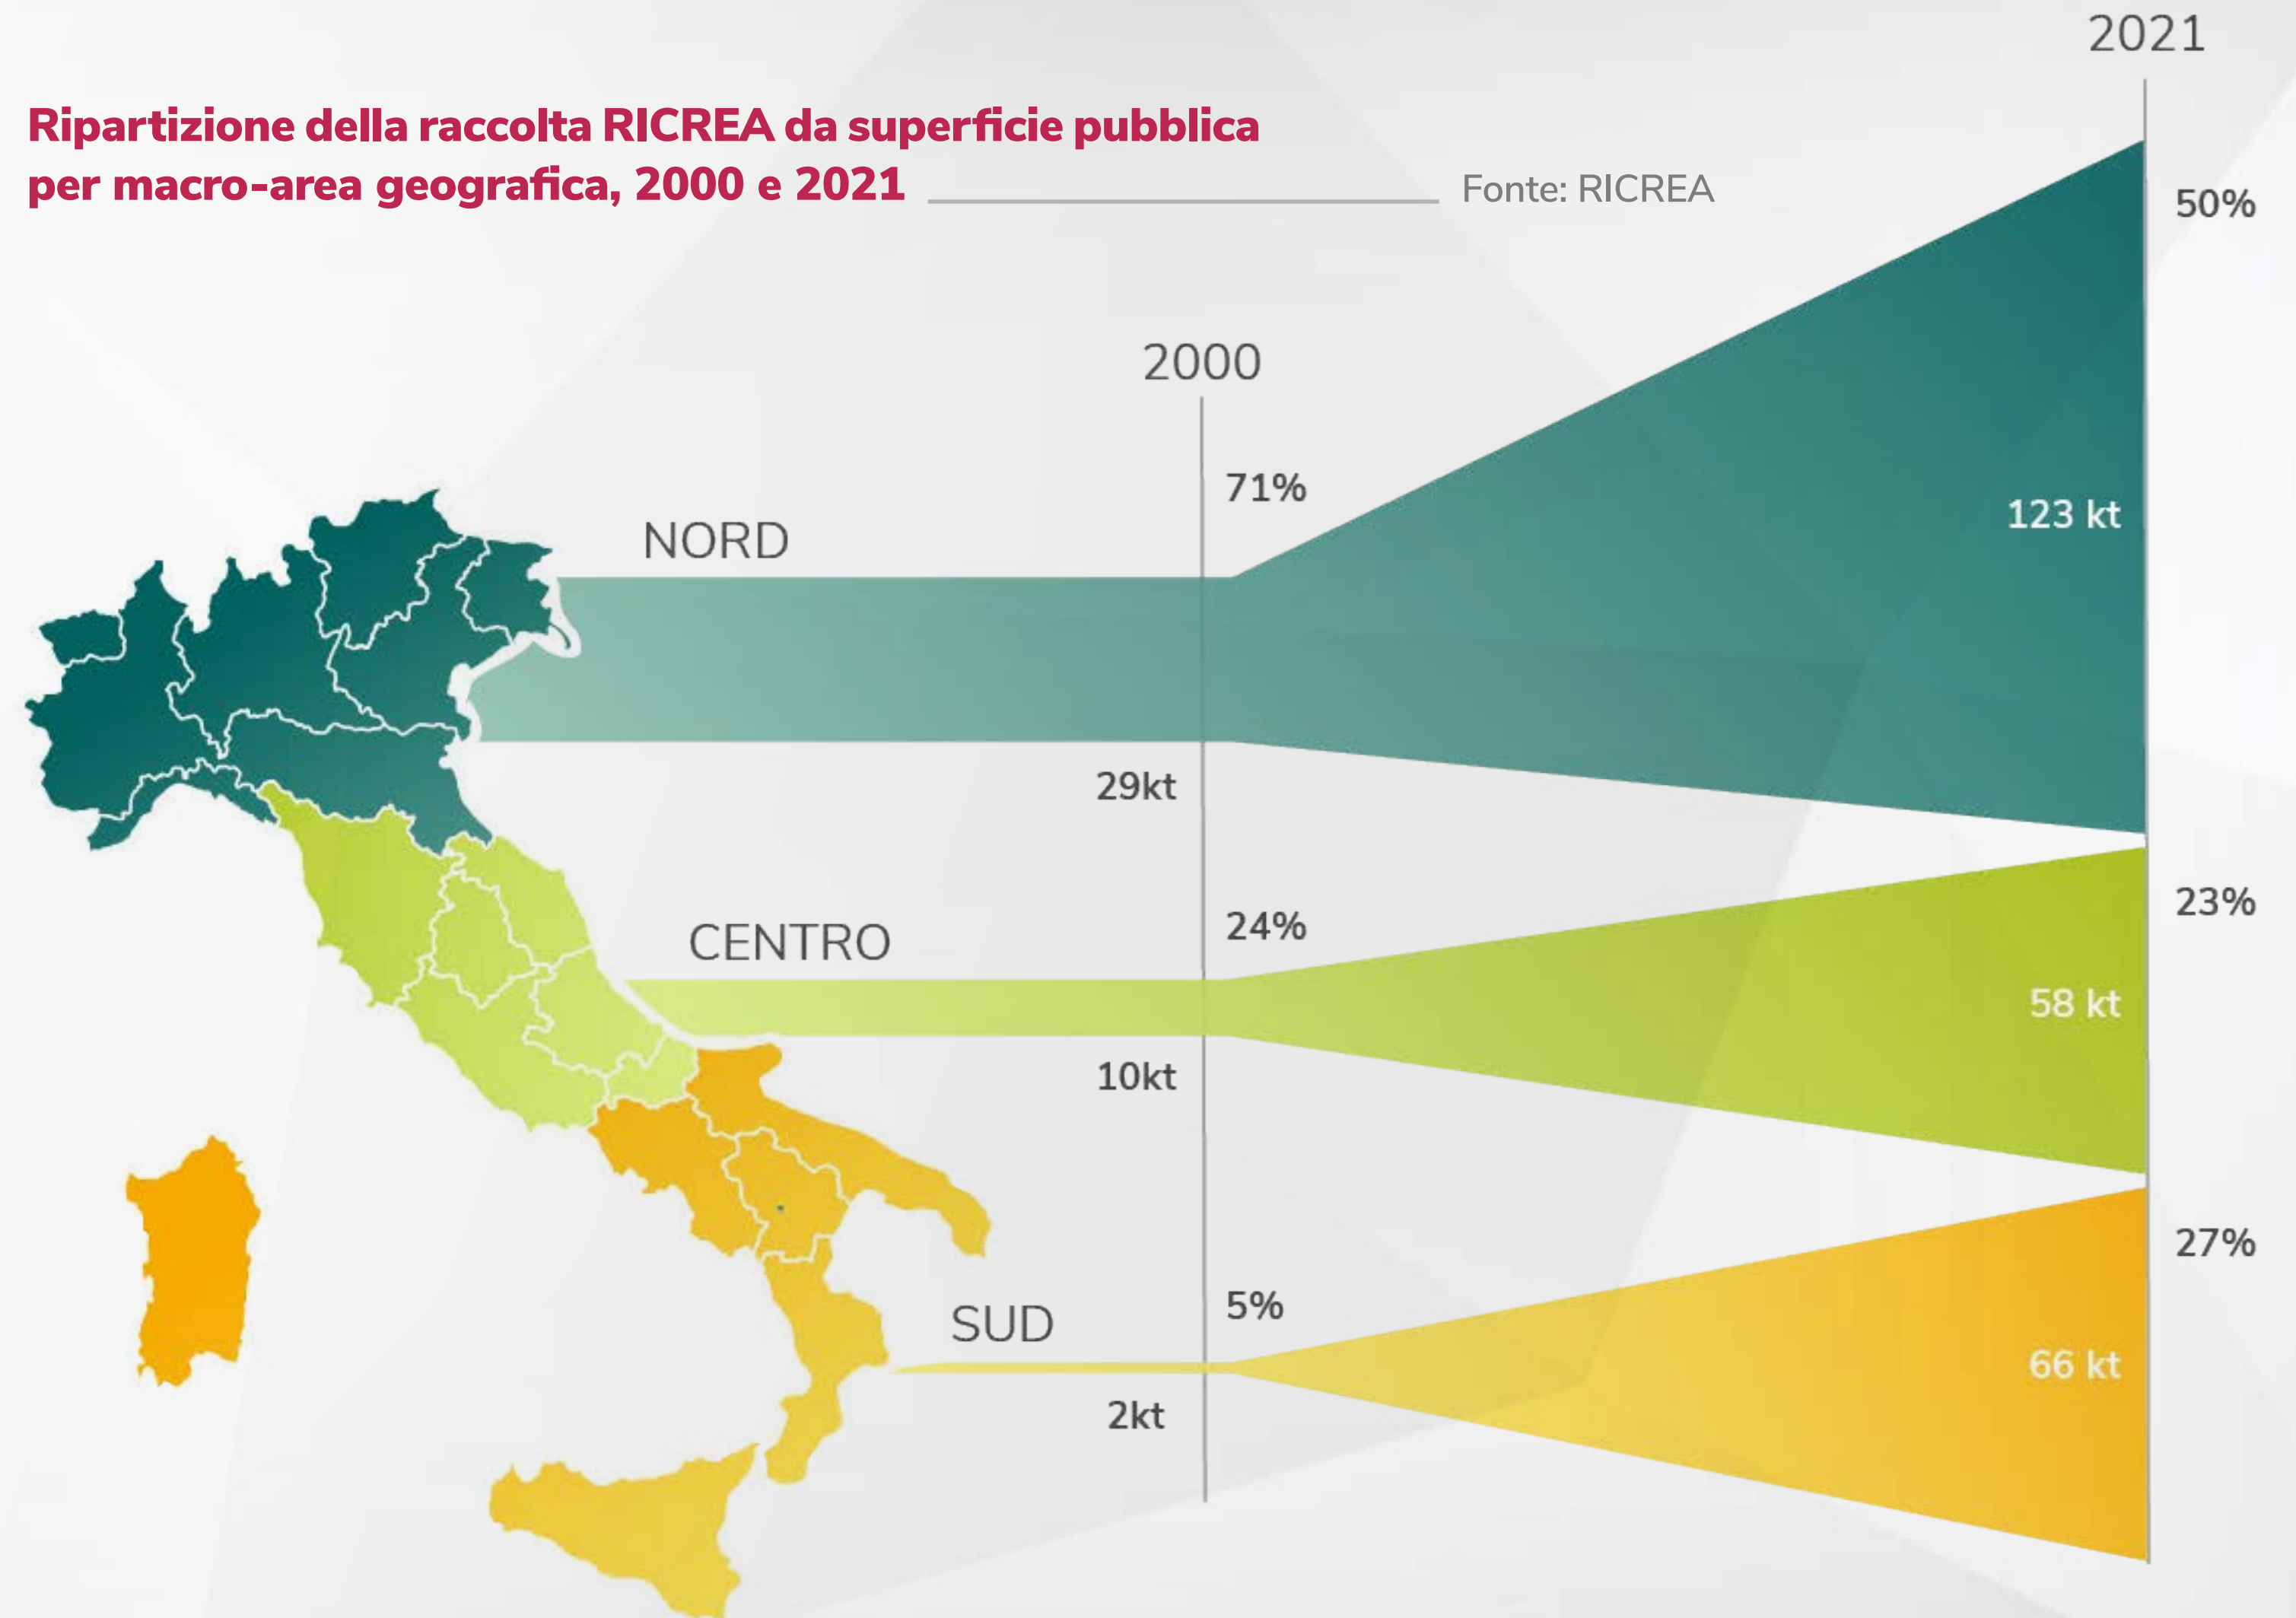 2021
Ripartizione della raccolta RICREA da superficie pubblica
per macro-area geografica, 2000 e 2021
Fonte: RICREA
50%
2000
71%
123 kt
NORD
29kt
23%
24%
CENTRO
58 kt
10kt
27%
5%
SUD
66 kt
2kt